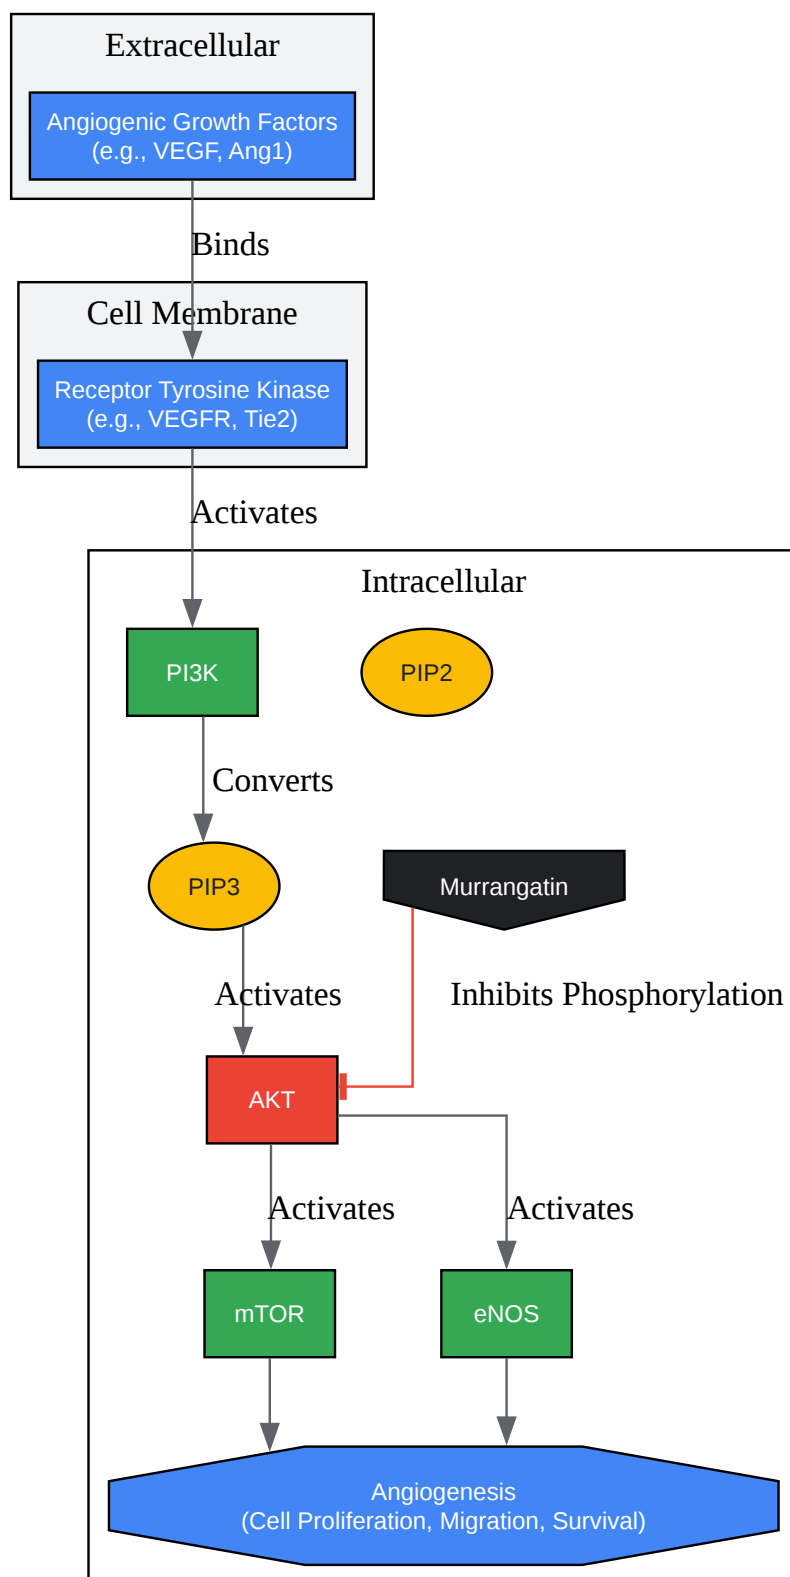 Extracellular
Angiogenic Growth Factors
(e.g., VEGF, Ang1)
Binds
Cell Membrane
Receptor Tyrosine Kinase
(e.g., VEGFR, Tie2)
Activates
Intracellular
PI3K
PIP2
Converts
PIP3
Murrangatin
Activates
Inhibits Phosphorylation
AKT
Activates
Activates
mTOR
eNOS
Angiogenesis
(Cell Proliferation, Migration, Survival)